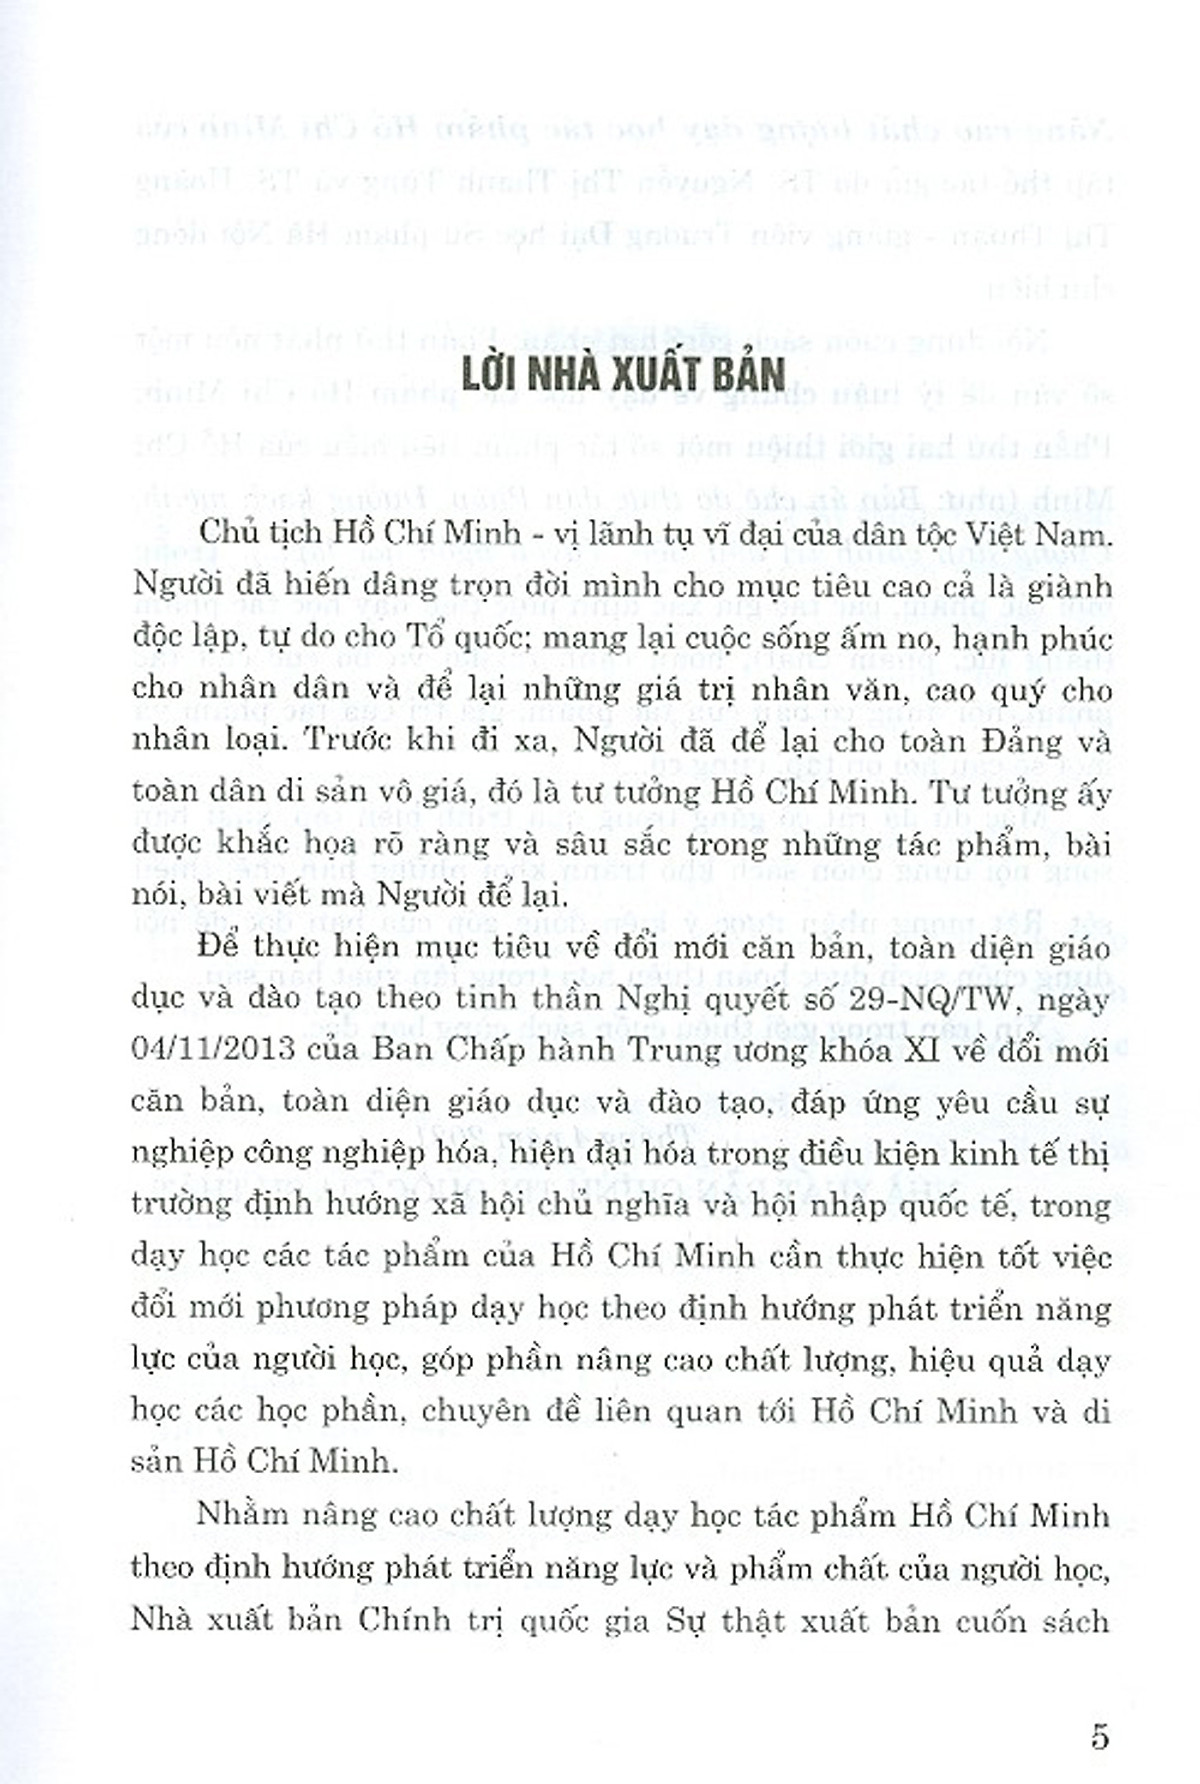 LỜI NHÀ XUẤT BẢN
Chủ tịch Hồ Chí Minh - vị lãnh tụ vĩ đại của dân tộc Việt Nam.
Người đã hiến dâng trọn đời mình cho mục tiêu cao cả là giành
độc lập, tự do cho Tổ quốc; mang lại cuộc sống ấm no, hạnh phúc
cho nhân dân và để lại những giá trị nhân văn, cao quý cho
nhân loại. Trước khi đi xa, Người đã để lại cho toàn Đảng và
toàn dân di sản vô giá, đó là tư tưởng Hồ Chí Minh. Tư tưởng ấy
được khắc họa rõ ràng và sâu sắc trong những tác phẩm, bài
nói, bài viết mà Người để lại.
Để thực hiện mục tiêu về đổi mới căn bản, toàn diện giáo
dục và đào tạo theo tinh thần Nghị quyết số 29-NQ/TW, ngày
04/11/2013 của Ban Chấp hành Trung ương khóa XI về đổi mới
căn bản, toàn diện giáo dục và đào tạo, đáp ứng yêu cầu sự
nghiệp công nghiệp hóa, hiện đại hóa trong điều kiện kinh tế thị
trường định hướng xã hội chủ nghĩa và hội nhập quốc tế, trong
dạy học các tác phẩm của Hồ Chí Minh cần thực hiện tốt việc
đổi mới phương pháp dạy học theo định hướng phát triển năng
lực của người học, góp phần nâng cao chất lượng, hiệu quả dạy
học các học phần, chuyên đề liên quan tới Hồ Chí Minh và di
sản Hồ Chí Minh.
Nhằm nâng cao chất lượng dạy học tác phẩm Hồ Chí Minh
theo định hướng phát triển năng lực và phẩm chất của người học,
Nhà xuất bản Chính trị quốc gia Sự thật xuất bản cuốn sách
5